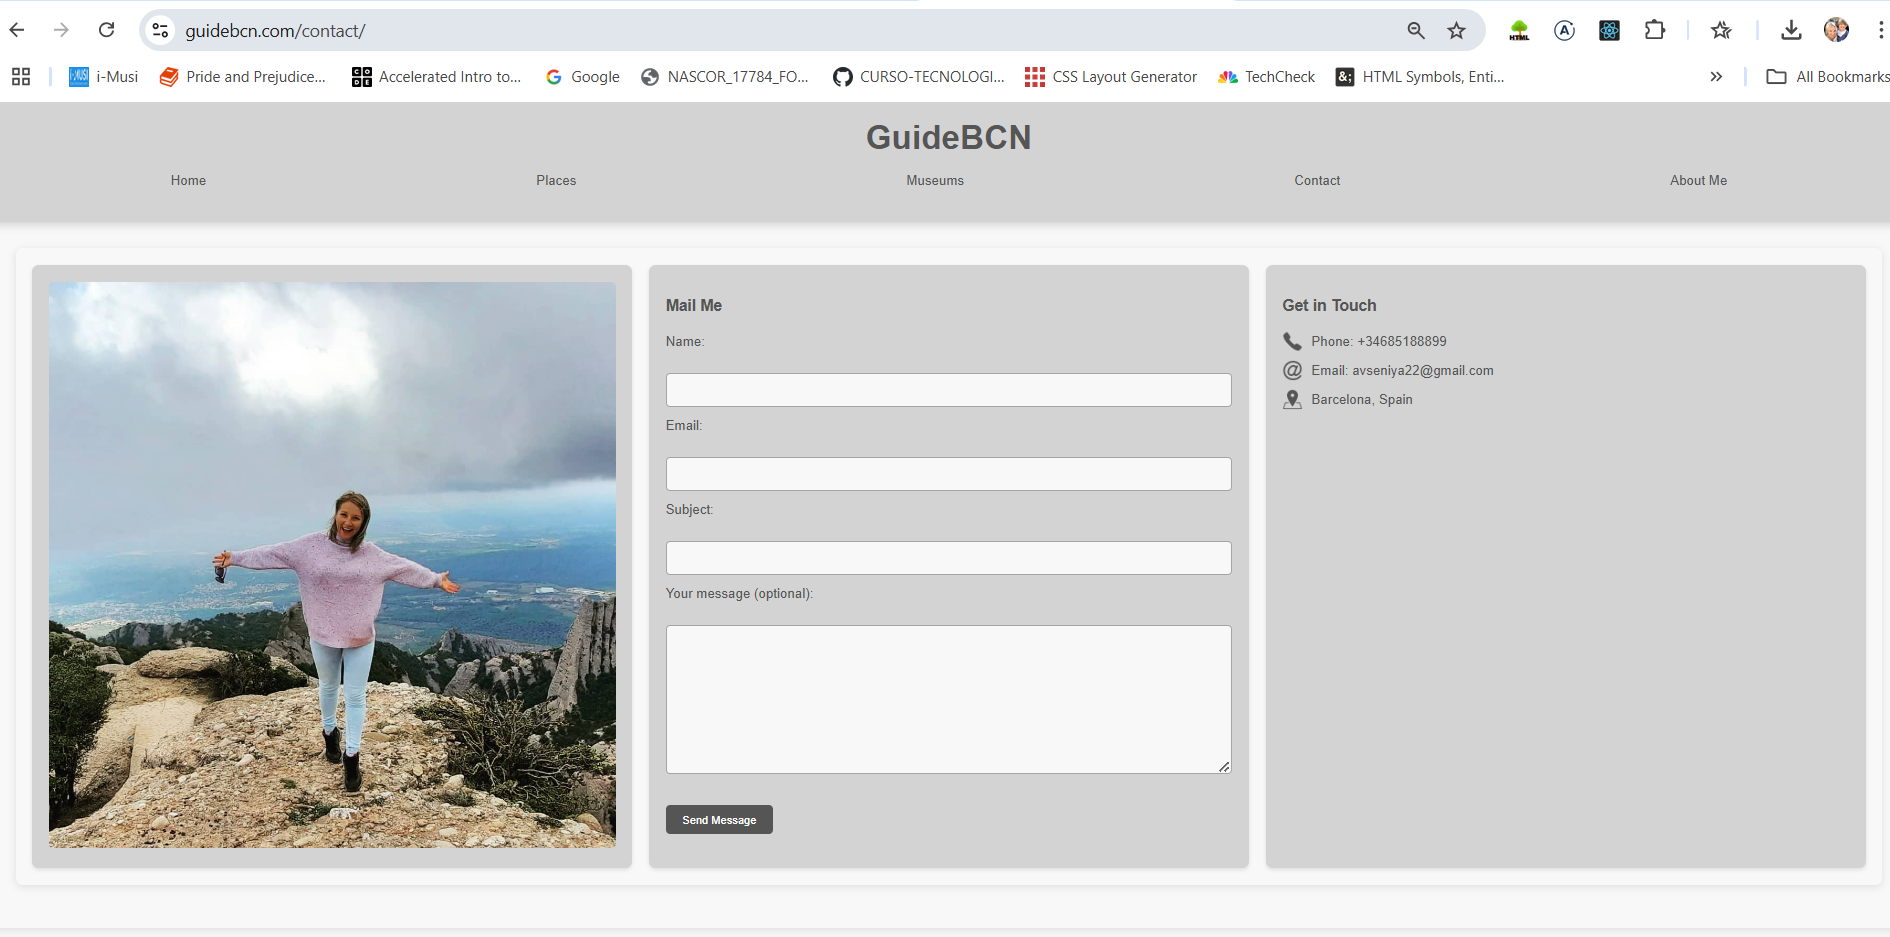 guidebcn.com/contact/
i-Musi Pride and Prejudice... Accelerated Intro to... Google NASCOR_17784_FO... CURSO-TECNOLOGI... CSS Layout Generator TechCheck HTML Symbols, Enti... » All Bookmarks
GuideBCN
Home Places Museums Contact About Me
Mail Me
Name:
Email:
Subject:
Your message (optional):
Send Message
Get in Touch
Phone: +34685188899
Email: avseniya22@gmail.com
Barcelona, Spain